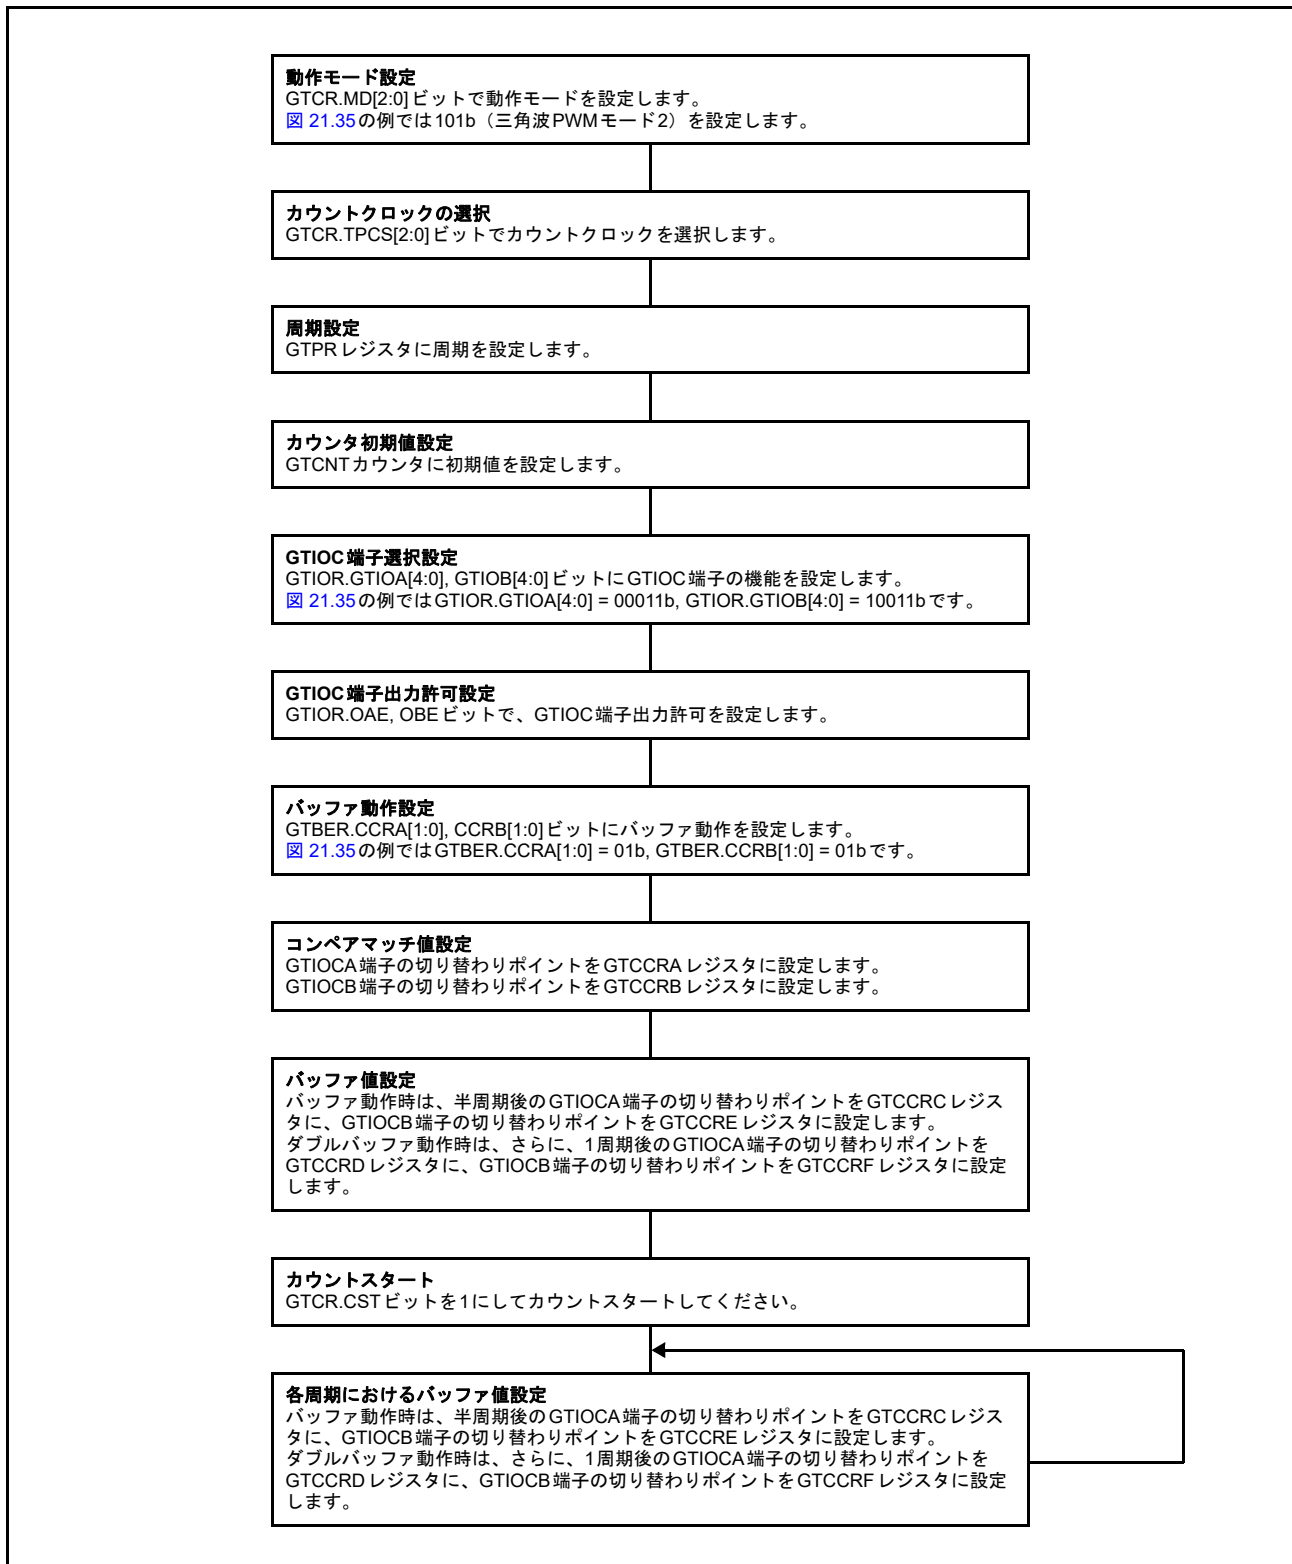 動作モード設定
GTCR.MD[2:0]ビットで動作モードを設定します。
図 21.35の例では101b（三角波PWMモード2）を設定します。
カウントクロックの選択
GTCR.TPCS[2:0]ビットでカウントクロックを選択します。
周期設定
GTPRレジスタに周期を設定します。
カウンタ初期値設定
GTCNTカウンタに初期値を設定します。
GTIOC端子選択設定
GTIOR.GTIOA[4:0], GTIOB[4:0]ビットにGTIOC端子の機能を設定します。
図 21.35の例ではGTIOR.GTIOA[4:0] = 00011b, GTIOR.GTIOB[4:0] = 10011bです。
GTIOC端子出力許可設定
GTIOR.OAE, OBEビットで、GTIOC端子出力許可を設定します。
バッファ動作設定
GTBER.CCRA[1:0], CCRB[1:0]ビットにバッファ動作を設定します。
図 21.35の例ではGTBER.CCRA[1:0] = 01b, GTBER.CCRB[1:0] = 01bです。
コンペアマッチ値設定
GTIOCA端子の切り替わりポイントをGTCCRAレジスタに設定します。
GTIOCB端子の切り替わりポイントをGTCCRBレジスタに設定します。
バッファ値設定
バッファ動作時は、半周期後のGTIOCA端子の切り替わりポイントをGTCCRCレジス
タに、GTIOCB端子の切り替わりポイントをGTCCREレジスタに設定します。
ダブルバッファ動作時は、さらに、1周期後のGTIOCA端子の切り替わりポイントを
GTCCRDレジスタに、GTIOCB端子の切り替わりポイントをGTCCRFレジスタに設定
します。
カウントスタート
GTCR.CSTビットを1にしてカウントスタートしてください。
各周期におけるバッファ値設定
バッファ動作時は、半周期後のGTIOCA端子の切り替わりポイントをGTCCRCレジス
タに、GTIOCB端子の切り替わりポイントをGTCCREレジスタに設定します。
ダブルバッファ動作時は、さらに、1周期後のGTIOCA端子の切り替わりポイントを
GTCCRDレジスタに、GTIOCB端子の切り替わりポイントをGTCCRFレジスタに設定
します。